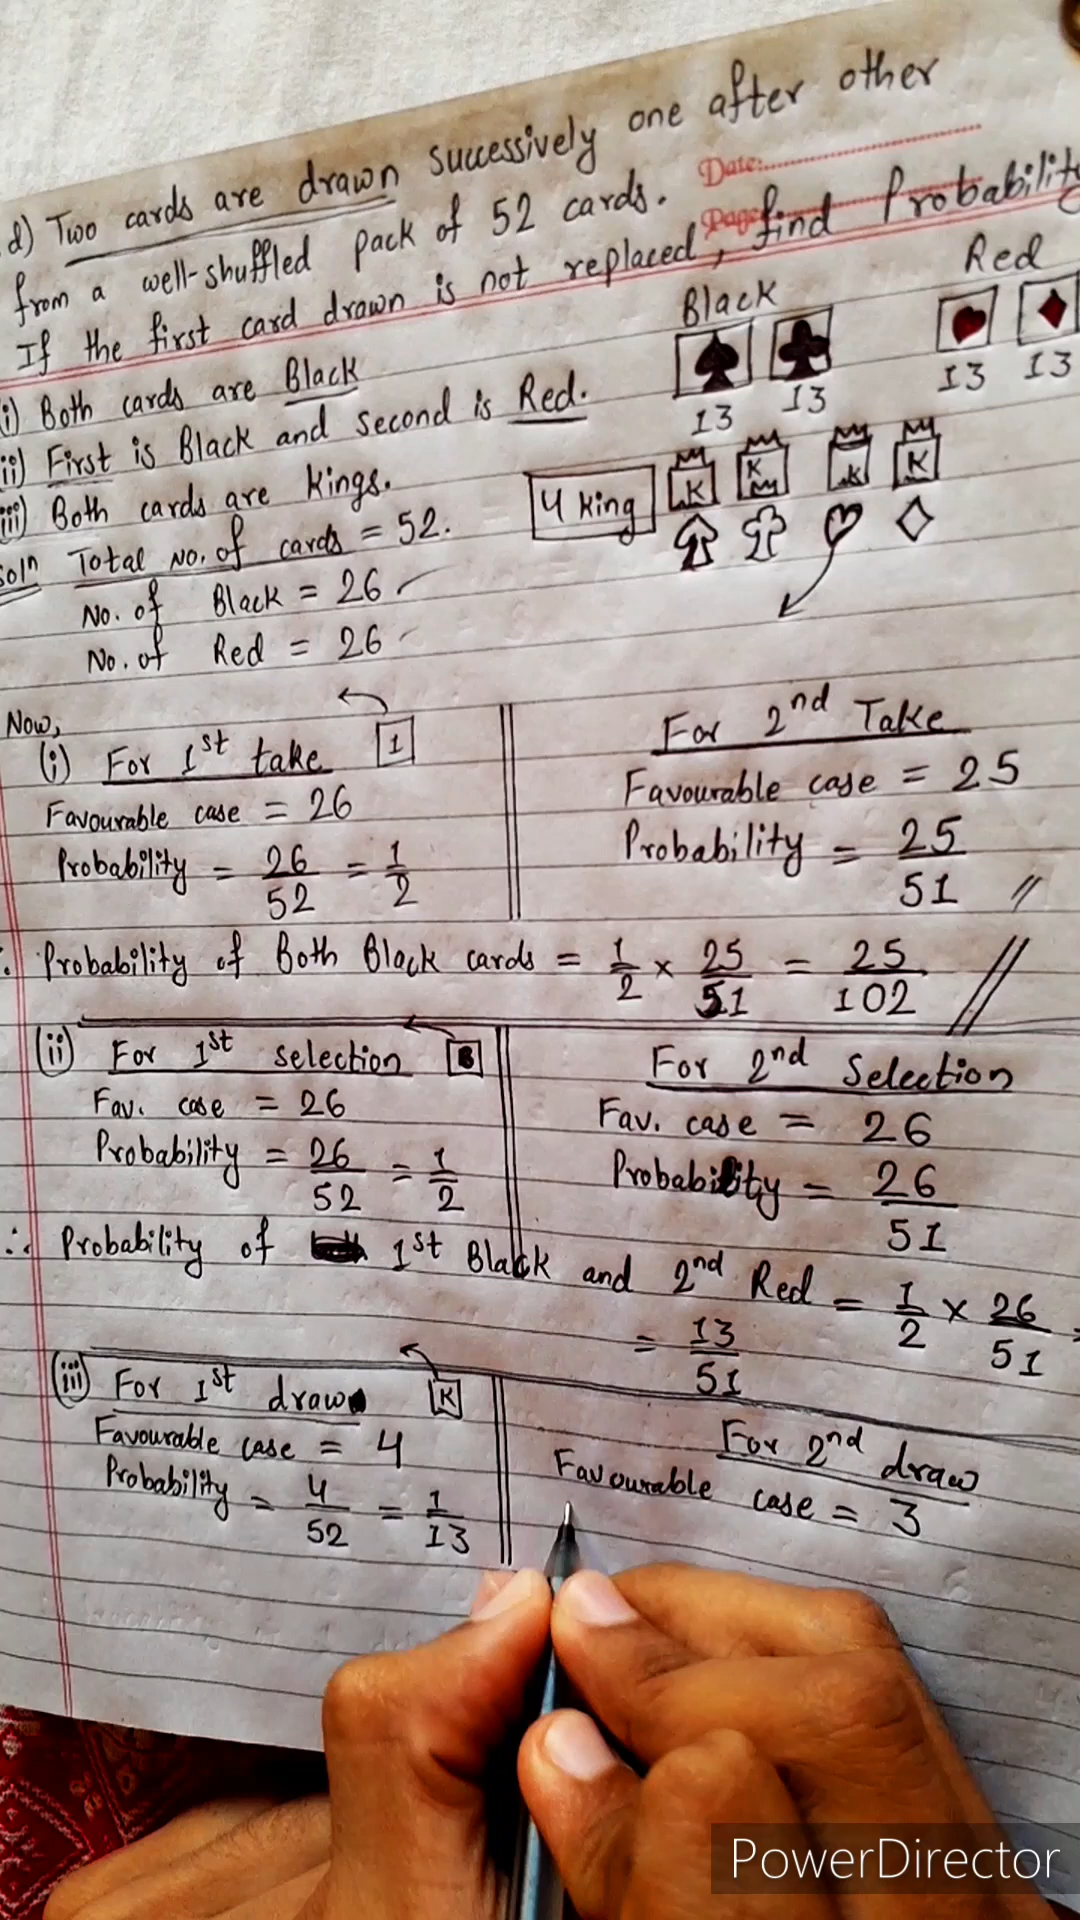 d) Two cards are drawn successively one after other
Date:
from a well-shuffled pack of 52 cards.
Page:
If the first card drawn is not replaced, find Probability
Black Red
13 13 13 13
(i) Both cards are Black
(ii) First is Black and second is Red.
(iii) Both cards are kings.
4 king K K K K
Soln Total No. of cards = 52.
No. of Black = 26
No. of Red = 26
Now,
(i) For 1st take 1
Favourable case = 26
Probability = 26/52 = 1/2
For 2nd Take
Favourable case = 25
Probability = 25/51
∴ Probability of Both Black cards = 1/2 × 25/51 = 25/102
(ii) For 1st selection B
Fav. case = 26
Probability = 26/52 = 1/2
For 2nd Selection
Fav. case = 26
Probability = 26/51
∴ Probability of 1st Black and 2nd Red = 1/2 × 26/51 =
= 13/51
(iii) For 1st draw K
Favourable case = 4
Probability = 4/52 = 1/13
For 2nd draw
Favourable case = 3
PowerDirector